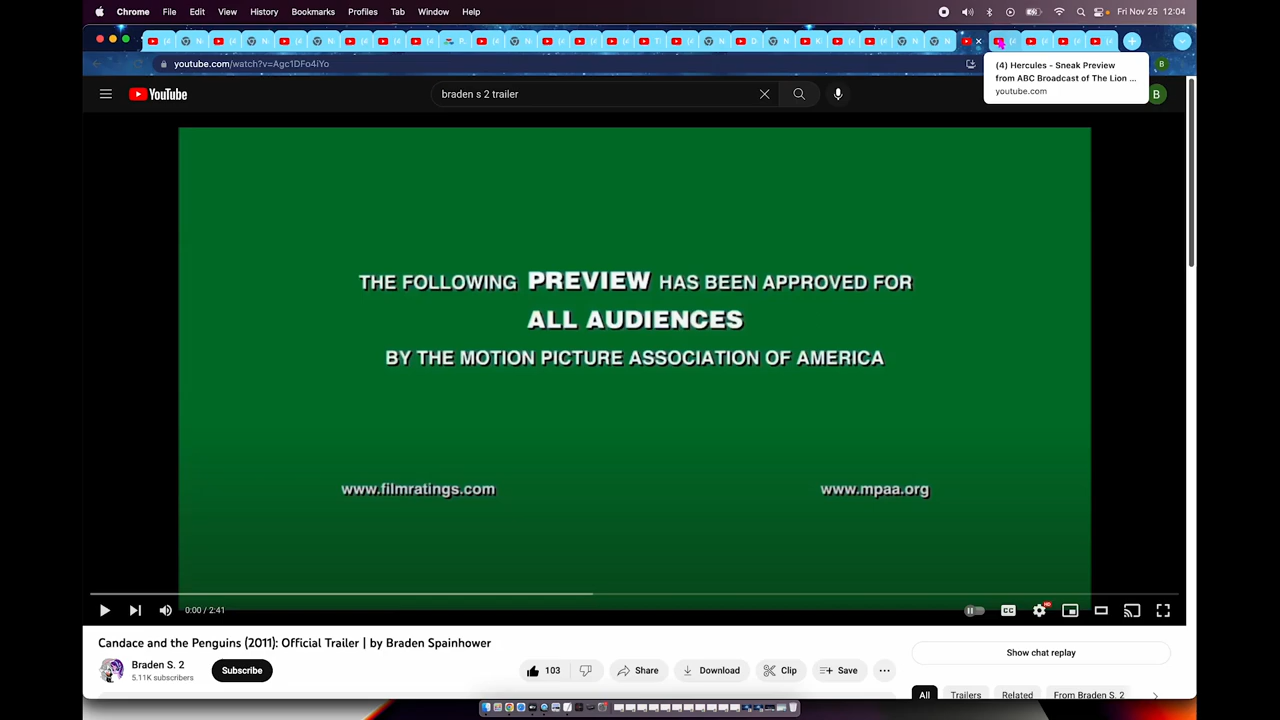 Chrome File Edit View History Bookmarks Profiles Tab Window Help Fri Nov 25 12:04
youtube.com/watch?v=Agc1DFo4iYo
(4) Hercules - Sneak Preview
from ABC Broadcast of The Lion ...
youtube.com
YouTube
braden s 2 trailer
B
B
THE FOLLOWING PREVIEW HAS BEEN APPROVED FOR
ALL AUDIENCES
BY THE MOTION PICTURE ASSOCIATION OF AMERICA
www.filmratings.com www.mpaa.org
0:00 / 2:41
CC
HD
Candace and the Penguins (2011): Official Trailer | by Braden Spainhower
Braden S. 2
5.11K subscribers
Subscribe
103
Share
Download
Clip
Save
Show chat replay
All Trailers Related From Braden S. 2